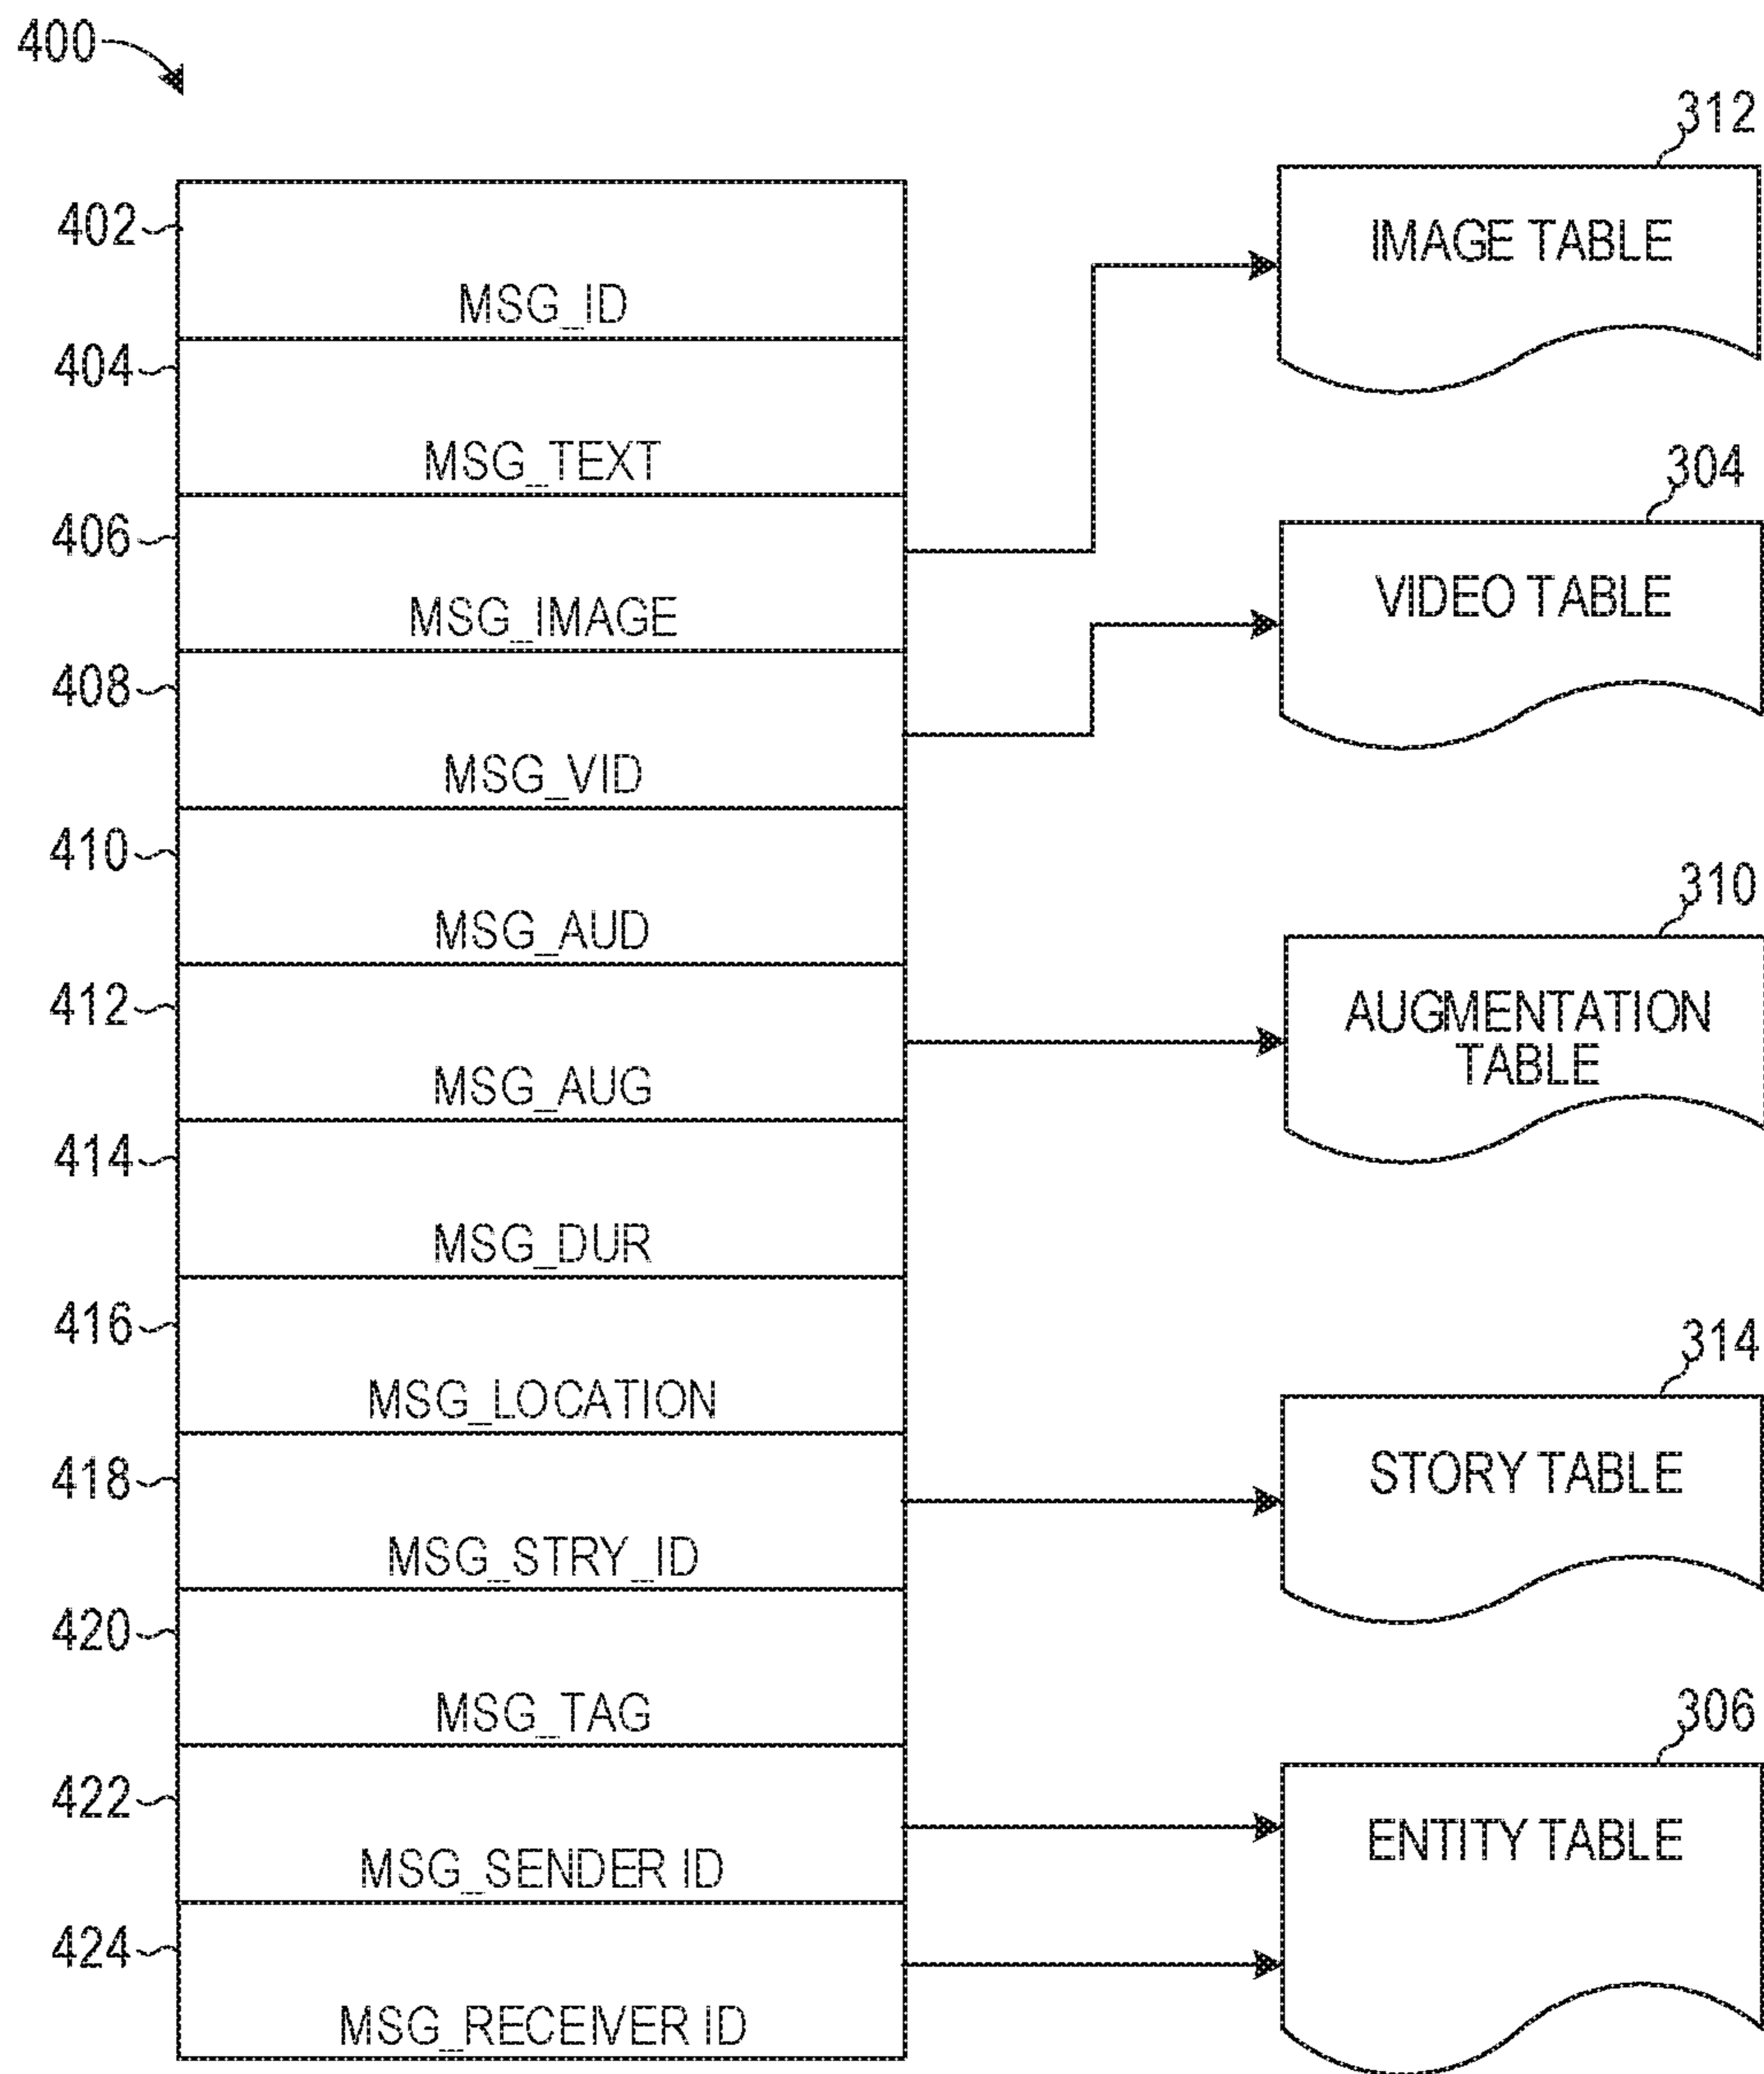 400
402
MSG_ID
404
MSG_TEXT
406
MSG_IMAGE
408
MSG_VID
410
MSG_AUD
412
MSG_AUG
414
MSG_DUR
416
MSG_LOCATION
418
MSG_STRY_ID
420
MSG_TAG
422
MSG_SENDER ID
424
MSG_RECEIVER ID
312
IMAGE TABLE
304
VIDEO TABLE
310
AUGMENTATION
TABLE
314
STORY TABLE
306
ENTITY TABLE